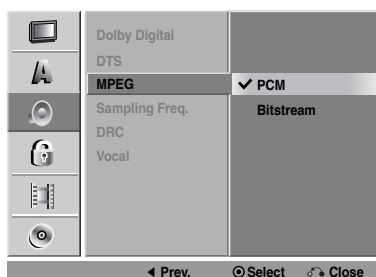 Dolby Digital
DTS
MPEG
Sampling Freq.
DRC
Vocal
PCM
Bitstream
Prev. Select Close